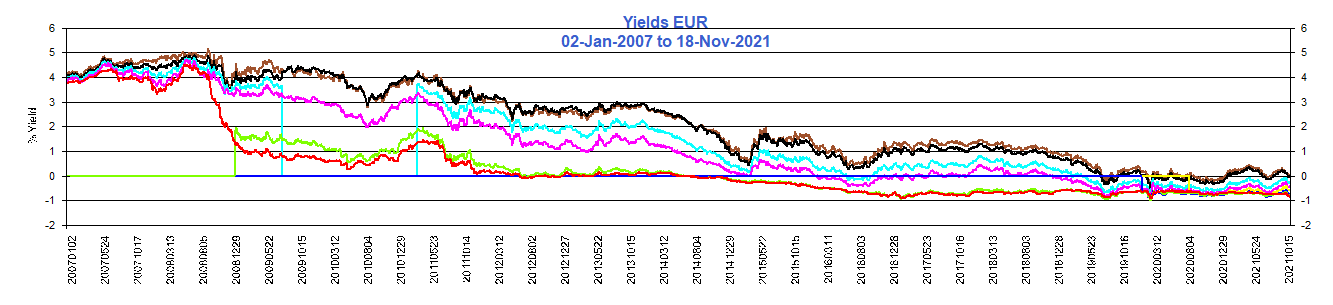 Yields EUR
02-Jan-2007 to 18-Nov-2021
% Yield
6 6
5 5
4 4
3 3
2 2
1 1
0 0
-1 -1
-2 -2
20070102 20070524 20071017 20080313 20080805 20081229 20090522 20091015 20100312 20100804 20101229 20110523 20111014 20120312 20120802 20121227 20130522 20131015 20140312 20140804 20141229 20150522 20151015 20160311 20160803 20161228 20170523 20171016 20180313 20180803 20181228 20190523 20191016 20200312 20200804 20201229 20210524 20211015